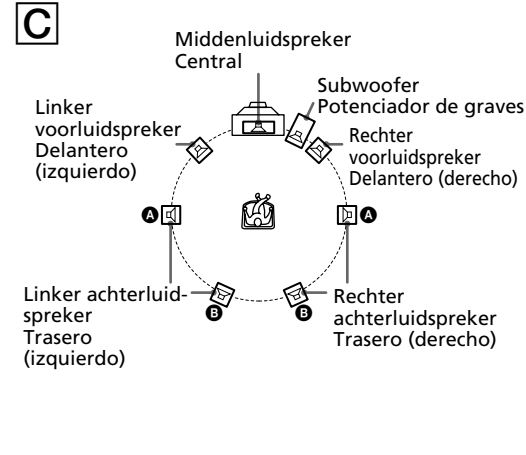 C
Middenluidspreker
Central
Subwoofer
Potenciador de graves
Linker
voorluidspreker
Delantero
(izquierdo)
Rechter
voorluidspreker
Delantero (derecho)
A
A
Linker achterluid-
spreker
Trasero
(izquierdo)
B
B
Rechter
achterluidspreker
Trasero (derecho)